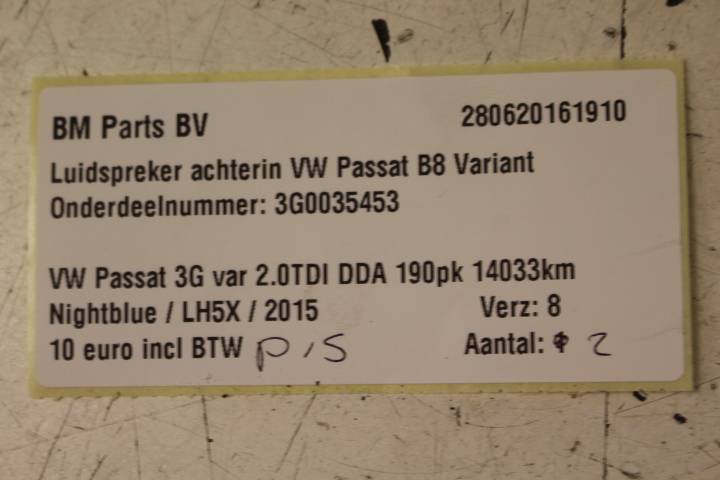 BM Parts BV 280620161910
Luidspreker achterin VW Passat B8 Variant
Onderdeelnummer: 3G0035453
VW Passat 3G var 2.0TDI DDA 190pk 14033km
Nightblue / LH5X / 2015 Verz: 8
10 euro incl BTW p/s Aantal: 2